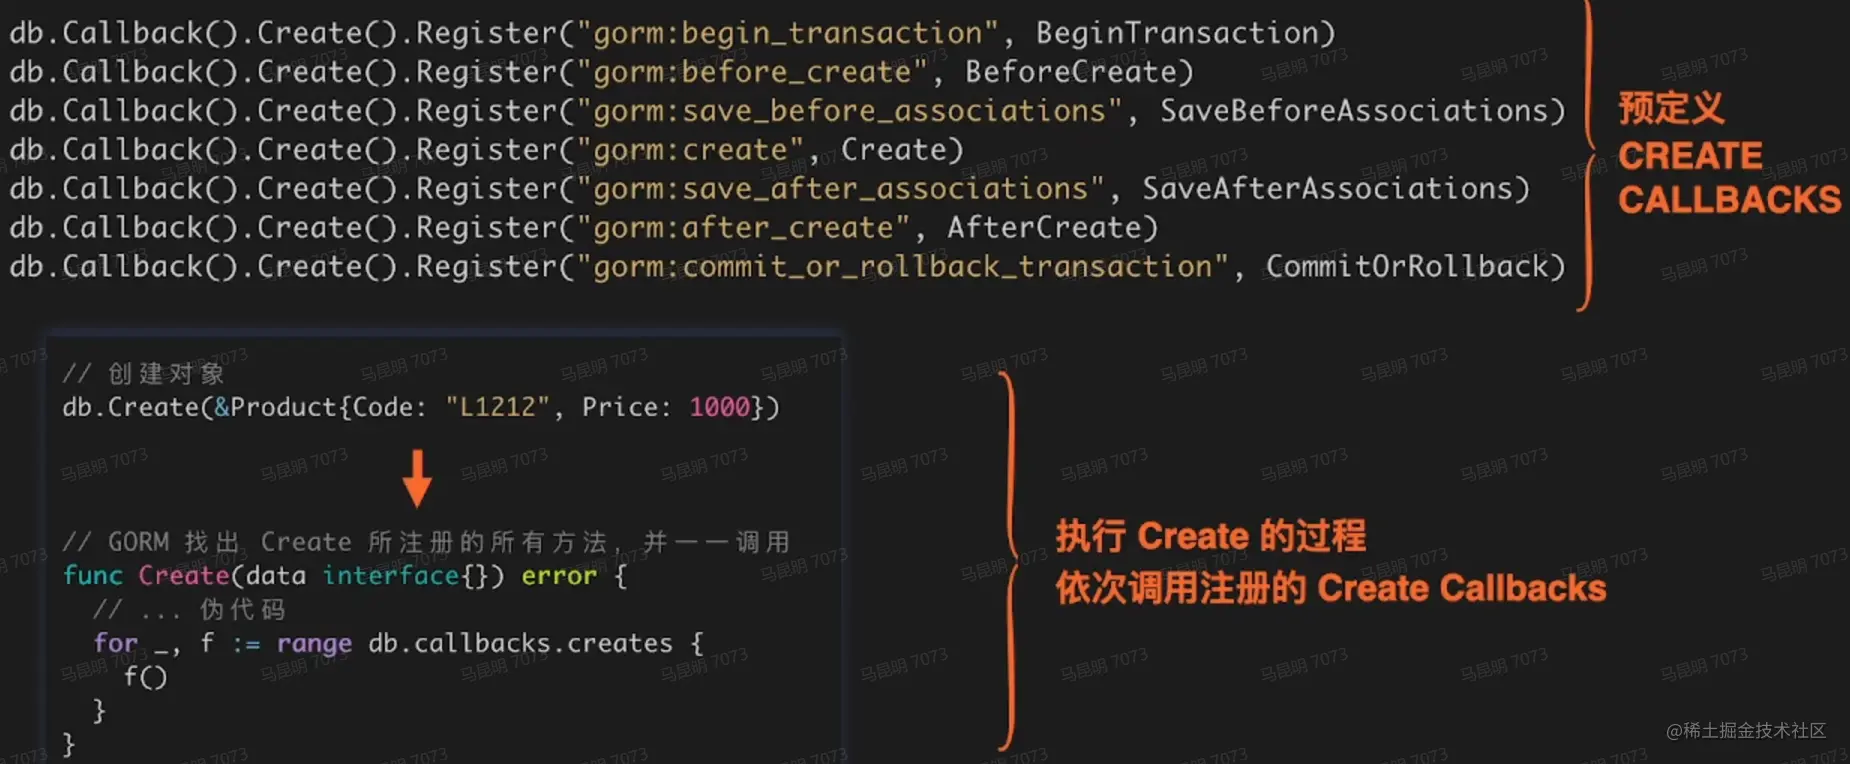 db.Callback().Create().Register("gorm:begin_transaction", BeginTransaction)
db.Callback().Create().Register("gorm:before_create", BeforeCreate)
db.Callback().Create().Register("gorm:save_before_associations", SaveBeforeAssociations)
db.Callback().Create().Register("gorm:create", Create)
db.Callback().Create().Register("gorm:save_after_associations", SaveAfterAssociations)
db.Callback().Create().Register("gorm:after_create", AfterCreate)
db.Callback().Create().Register("gorm:commit_or_rollback_transaction", CommitOrRollback)
预定义
CREATE
CALLBACKS
// 创建对象
db.Create(&Product{Code: "L1212", Price: 1000})
// GORM 找出 Create 所注册的所有方法, 并一一调用
func Create(data interface{}) error {
// ... 伪代码
for _, f := range db.callbacks.creates {
f()
}
}
执行 Create 的过程
依次调用注册的 Create Callbacks
马昆明 7073
@稀土掘金技术社区